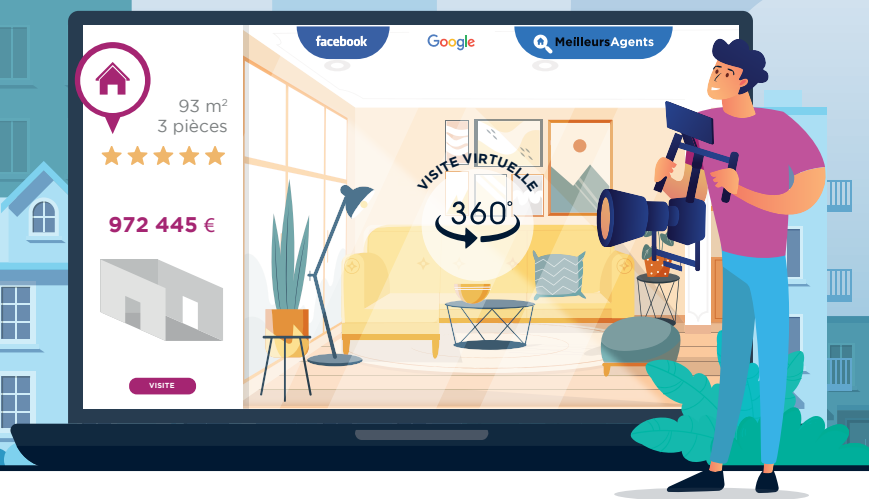 facebook
Google
MeilleursAgents
93 m²
3 pièces
VISITE VIRTUELLE
360°
972 445 €
VISITE